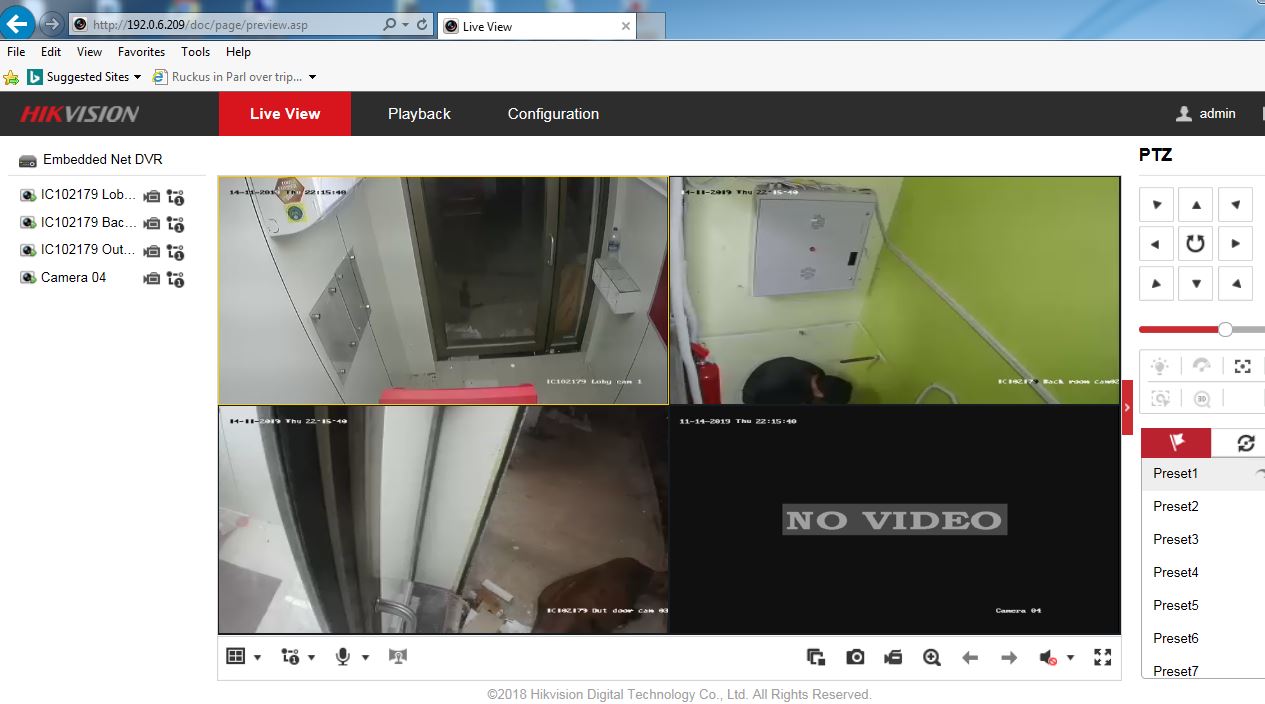 http://192.0.6.209/doc/page/preview.asp
Live View
File Edit View Favorites Tools Help
Suggested Sites
Ruckus in Parl over trip...
HIKVISION
Live View
Playback
Configuration
admin
Embedded Net DVR
IC102179 Lob...
IC102179 Bac...
IC102179 Out...
Camera 04
14-11-2019 Thu 22:15:40
IC102179 Loby cam 1
14-11-2019 Thu 22:15:40
IC102179 Back room cam02
14-11-2019 Thu 22:15:40
IC102179 Out door cam 03
11-14-2019 Thu 22:15:40
NO VIDEO
Camera 04
PTZ
3D
Preset1
Preset2
Preset3
Preset4
Preset5
Preset6
Preset7
©2018 Hikvision Digital Technology Co., Ltd. All Rights Reserved.